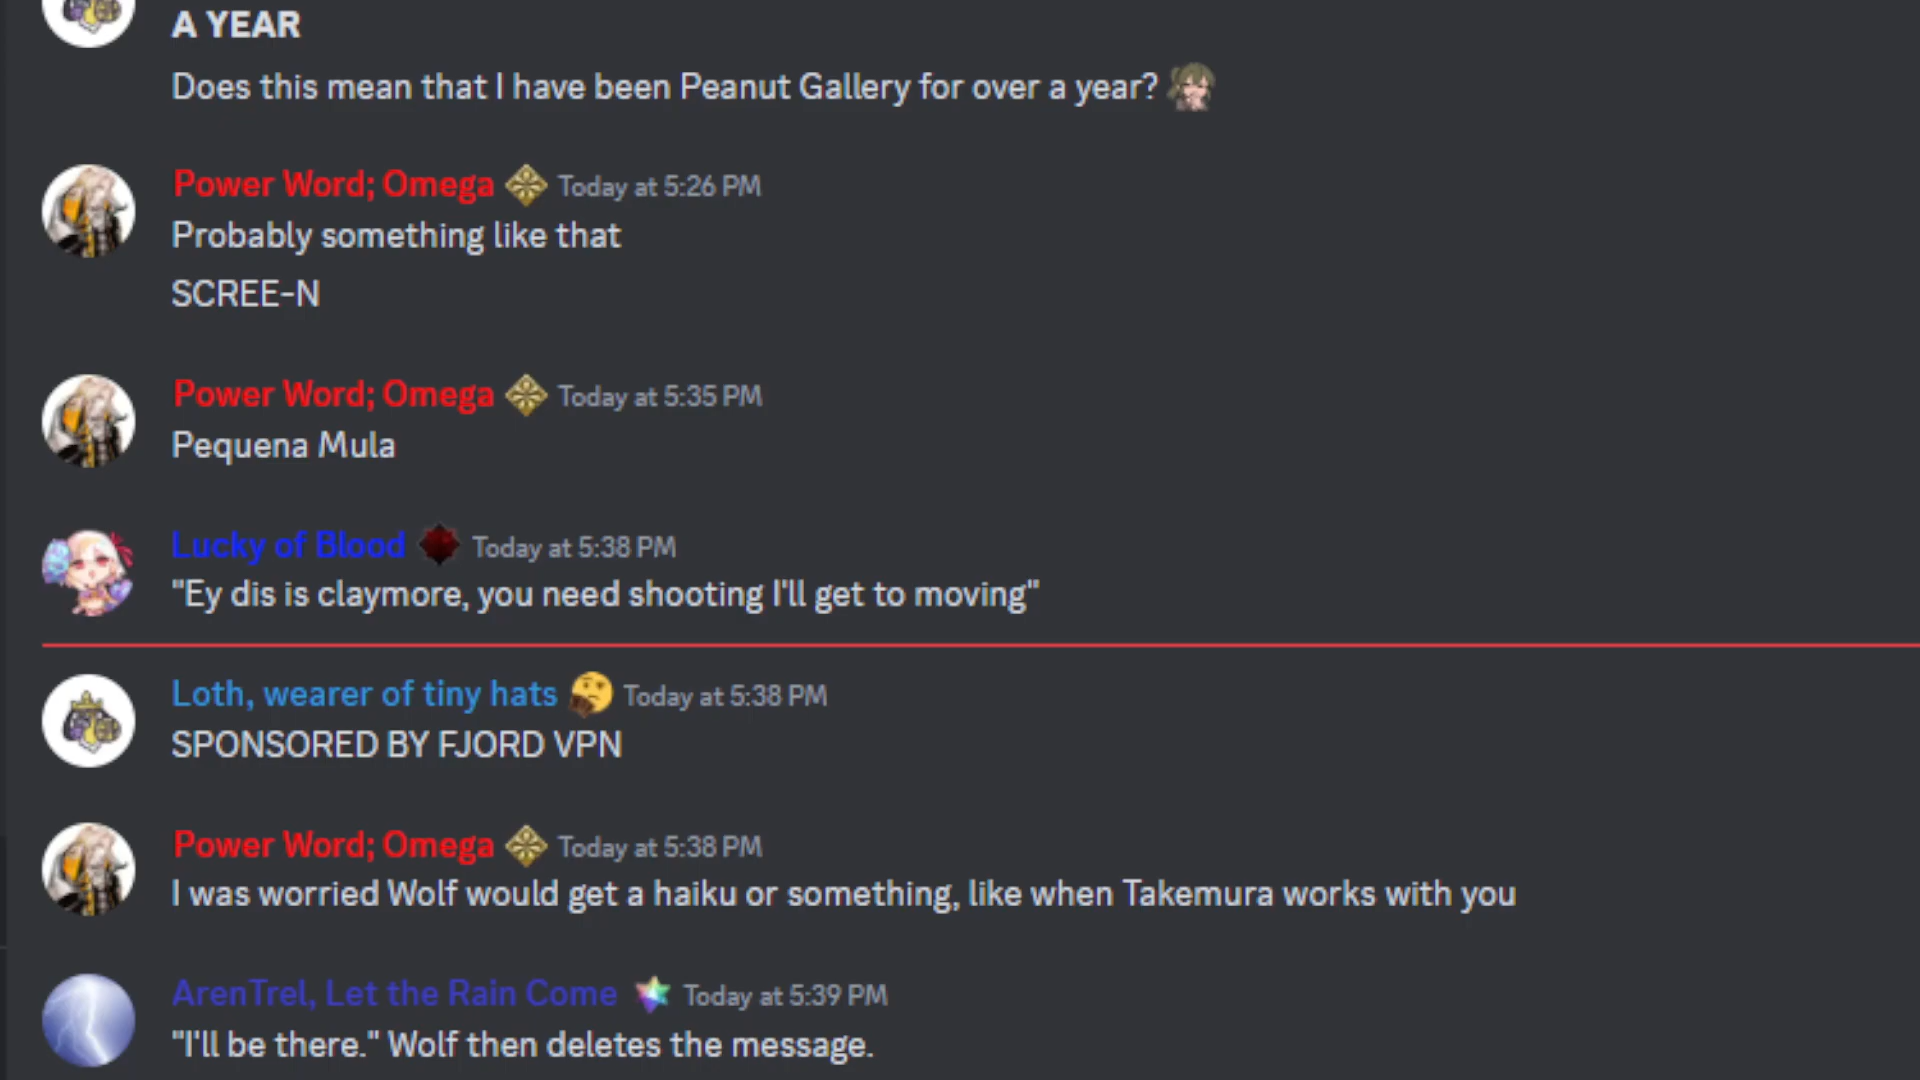 A YEAR
Does this mean that I have been Peanut Gallery for over a year?
Power Word; Omega Today at 5:26 PM
Probably something like that
SCREE-N
Power Word; Omega Today at 5:35 PM
Pequena Mula
Lucky of Blood Today at 5:38 PM
"Ey dis is claymore, you need shooting I'll get to moving"
Loth, wearer of tiny hats Today at 5:38 PM
SPONSORED BY FJORD VPN
Power Word; Omega Today at 5:38 PM
I was worried Wolf would get a haiku or something, like when Takemura works with you
ArenTrel, Let the Rain Come Today at 5:39 PM
"I'll be there." Wolf then deletes the message.